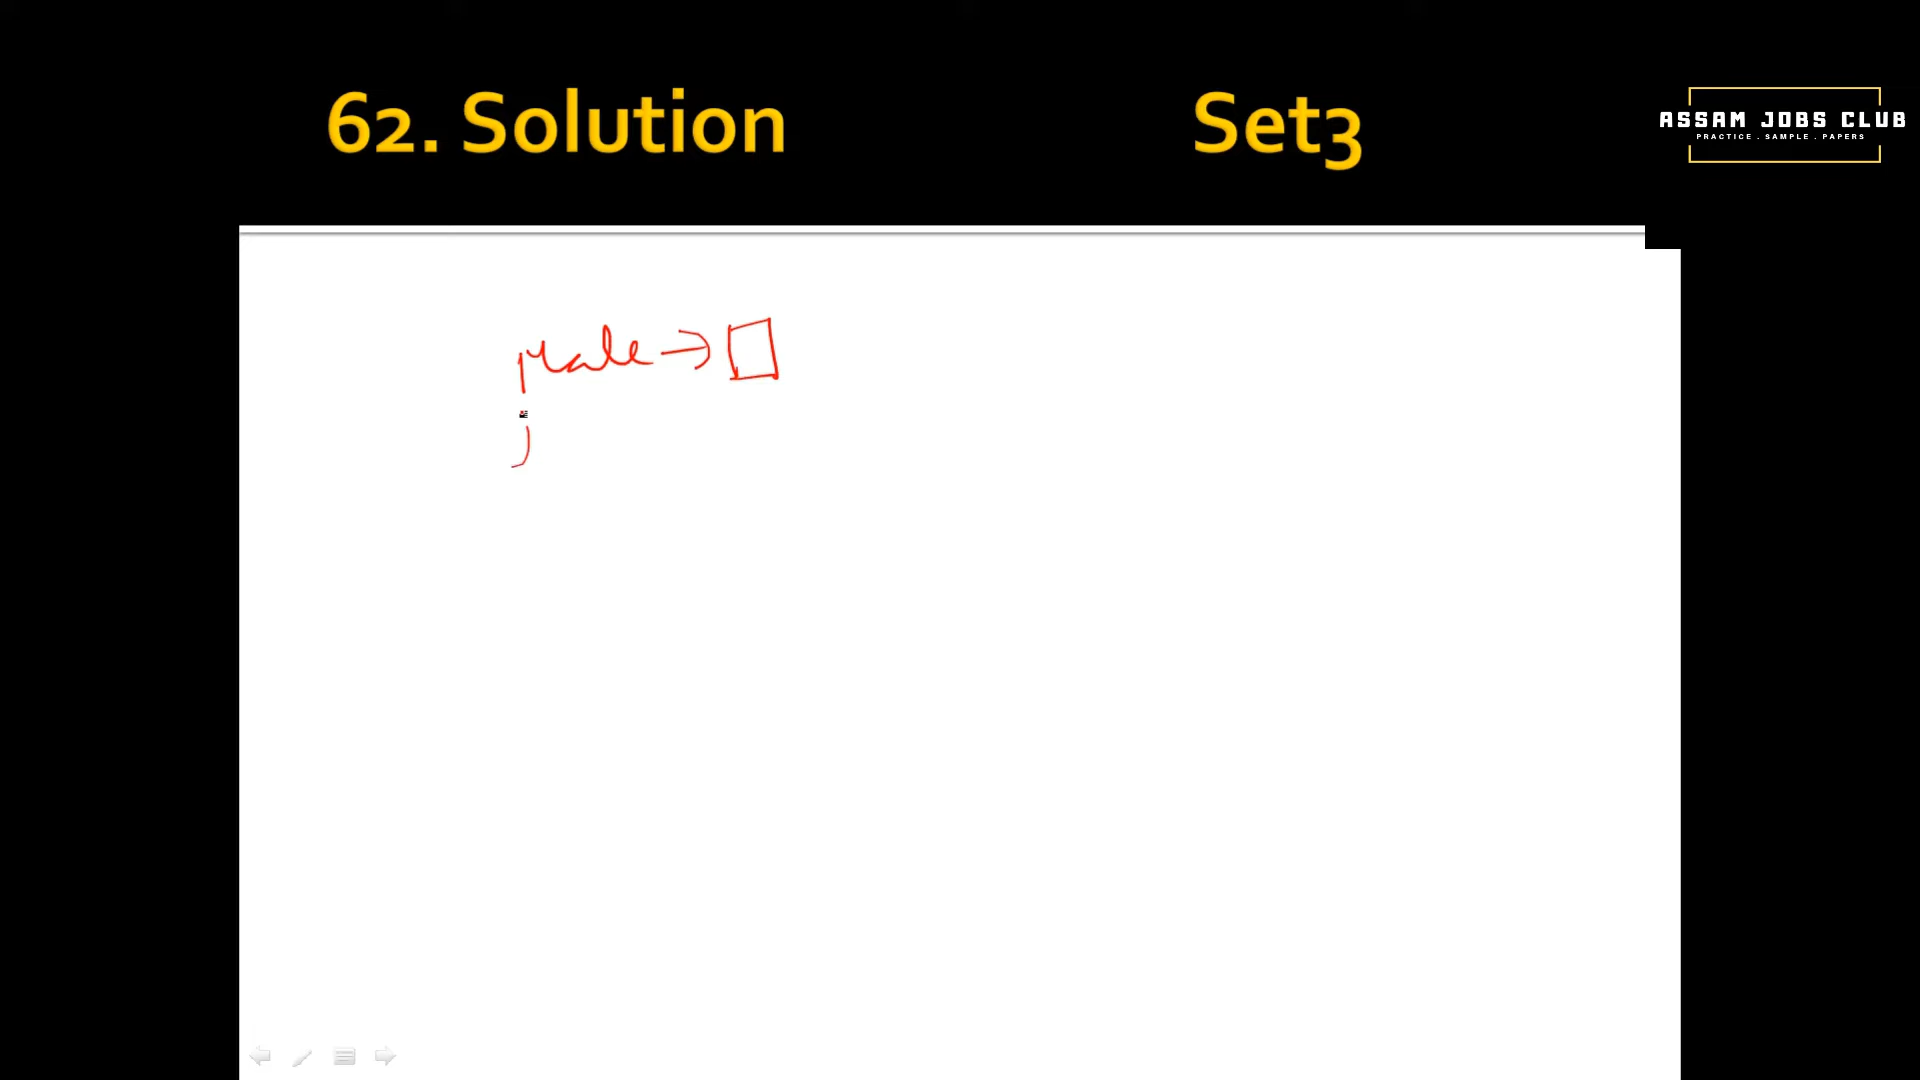 62. Solution Set3
ASSAM JOBS CLUB
PRACTICE . SAMPLE . PAPERS
Male →